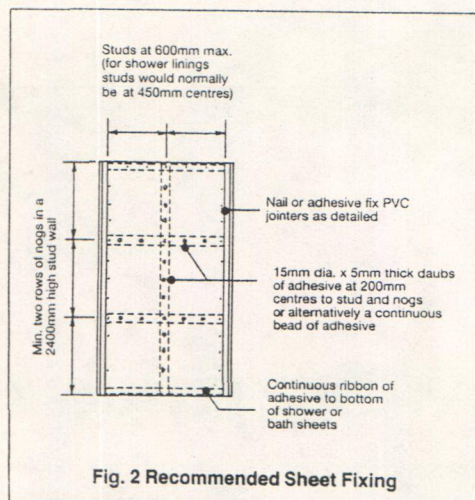 Studs at 600mm max.
(for shower linings
studs would normally
be at 450mm centres)
Min. two rows of nogs in a
2400mm high stud wall
Nail or adhesive fix PVC
jointers as detailed
15mm dia. x 5mm thick daubs
of adhesive at 200mm
centres to stud and nogs
or alternatively a continuous
bead of adhesive
Continuous ribbon of
adhesive to bottom
of shower or
bath sheets
Fig. 2 Recommended Sheet Fixing